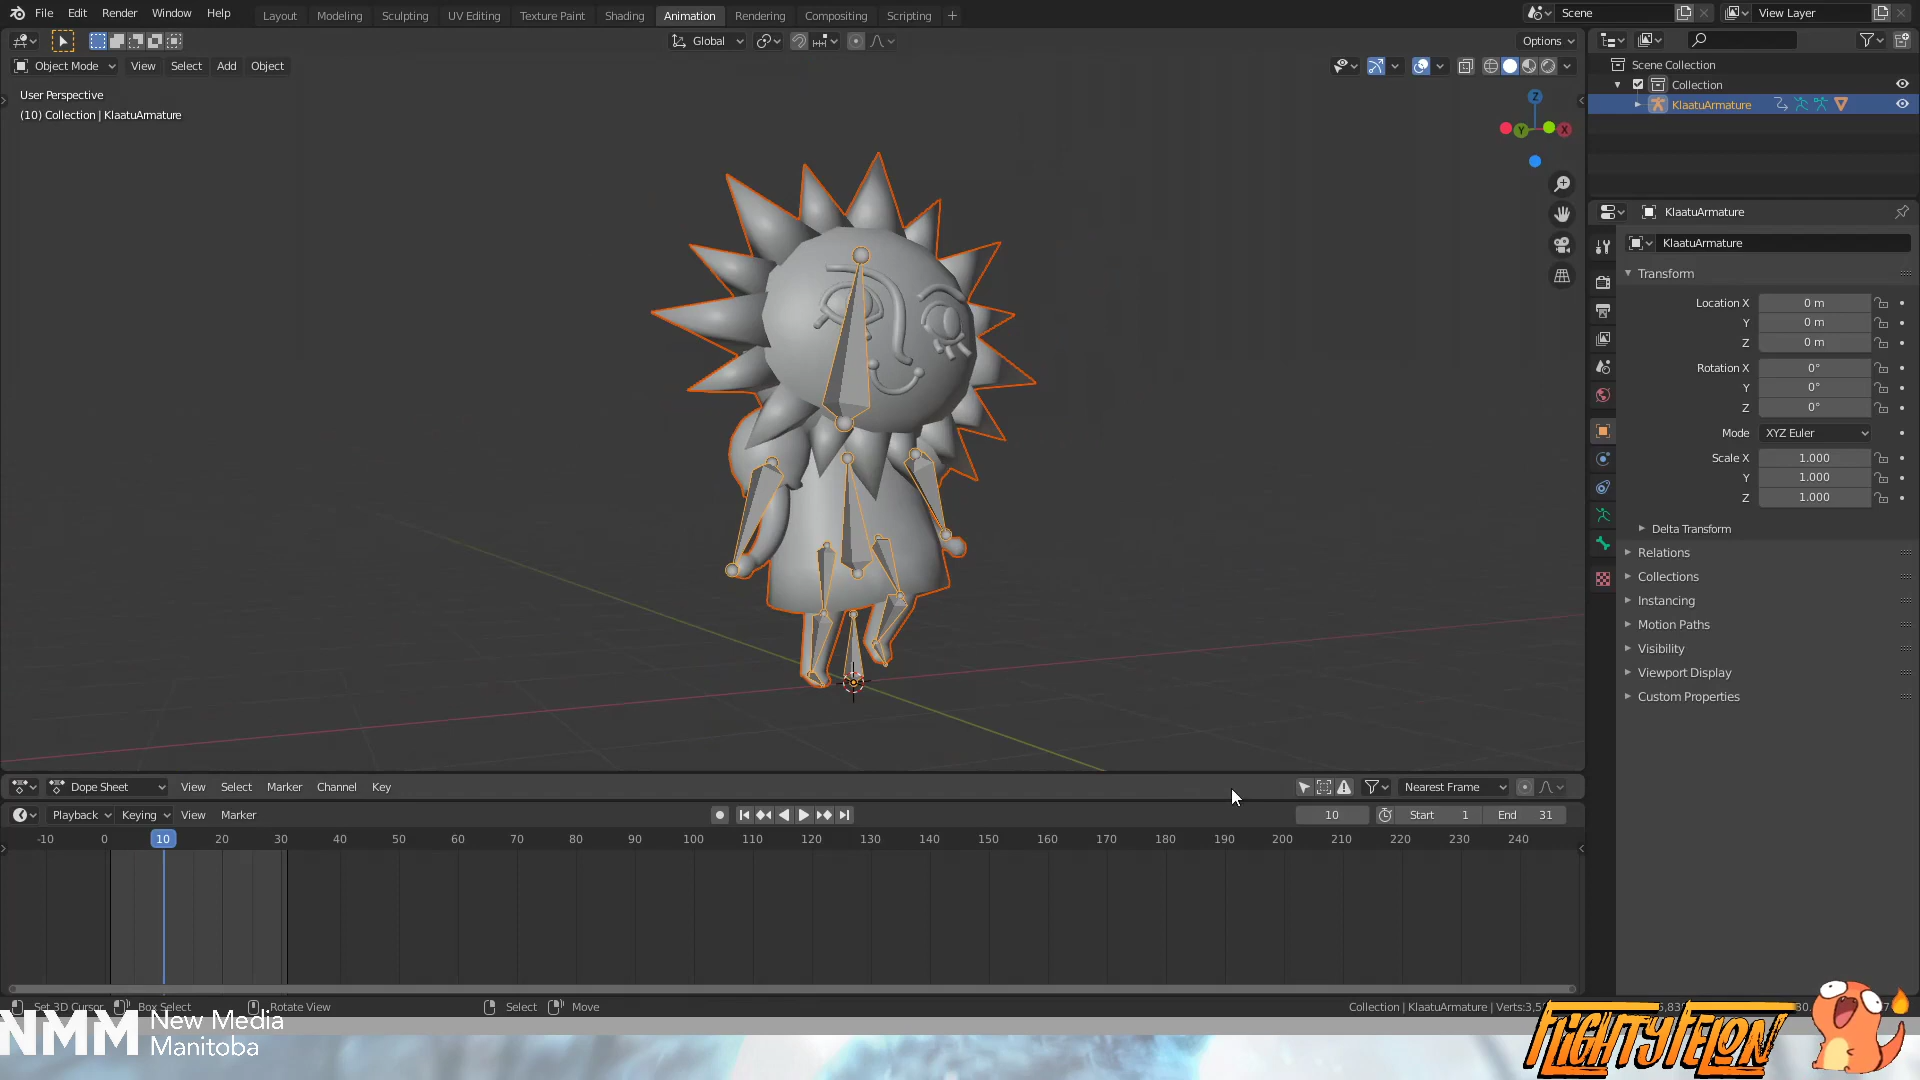 File Edit Render Window Help
Layout Modeling Sculpting UV Editing Texture Paint Shading Animation Rendering Compositing Scripting +
Scene View Layer
Global Options
Object Mode View Select Add Object
User Perspective
(10) Collection | KlaatuArmature
Z
Y X
Scene Collection
Collection
KlaatuArmature
KlaatuArmature
KlaatuArmature
Transform
Location X 0 m
Y 0 m
Z 0 m
Rotation X 0°
Y 0°
Z 0°
Mode XYZ Euler
Scale X 1.000
Y 1.000
Z 1.000
Delta Transform
Relations
Collections
Instancing
Motion Paths
Visibility
Viewport Display
Custom Properties
Dope Sheet View Select Marker Channel Key Nearest Frame
Playback Keying View Marker 10 Start 1 End 31
-10 0 10 20 30 40 50 60 70 80 90 100 110 120 130 140 150 160 170 180 190 200 210 220 230 240
Set 3D Cursor Box Select Rotate View Select Move Collection | KlaatuArmature | Verts:3,5
NMM New Media
Manitoba
FLIGHTYFELON